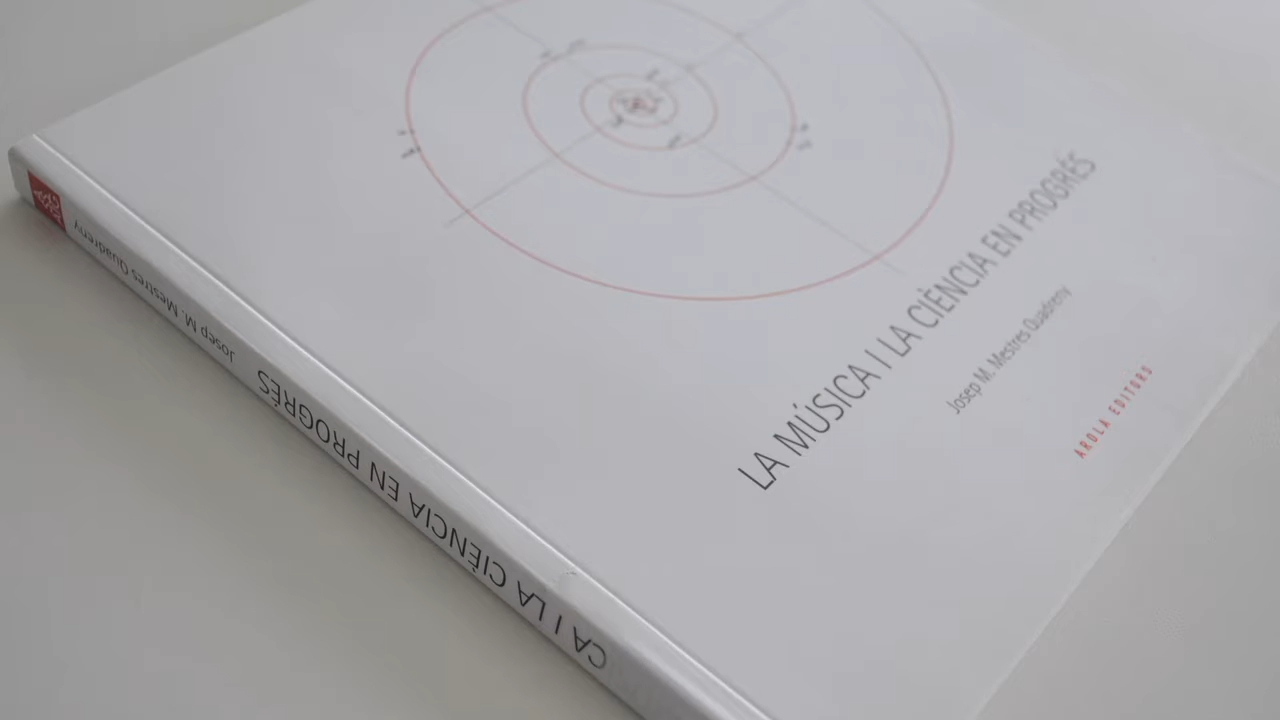 LA MÚSICA I LA CIÈNCIA EN PROGRÉS
Josep M. Mestres Quadreny
AROLA EDITORS
CA I LA CIÈNCIA EN PROGRÉS
Josep M. Mestres Quadreny